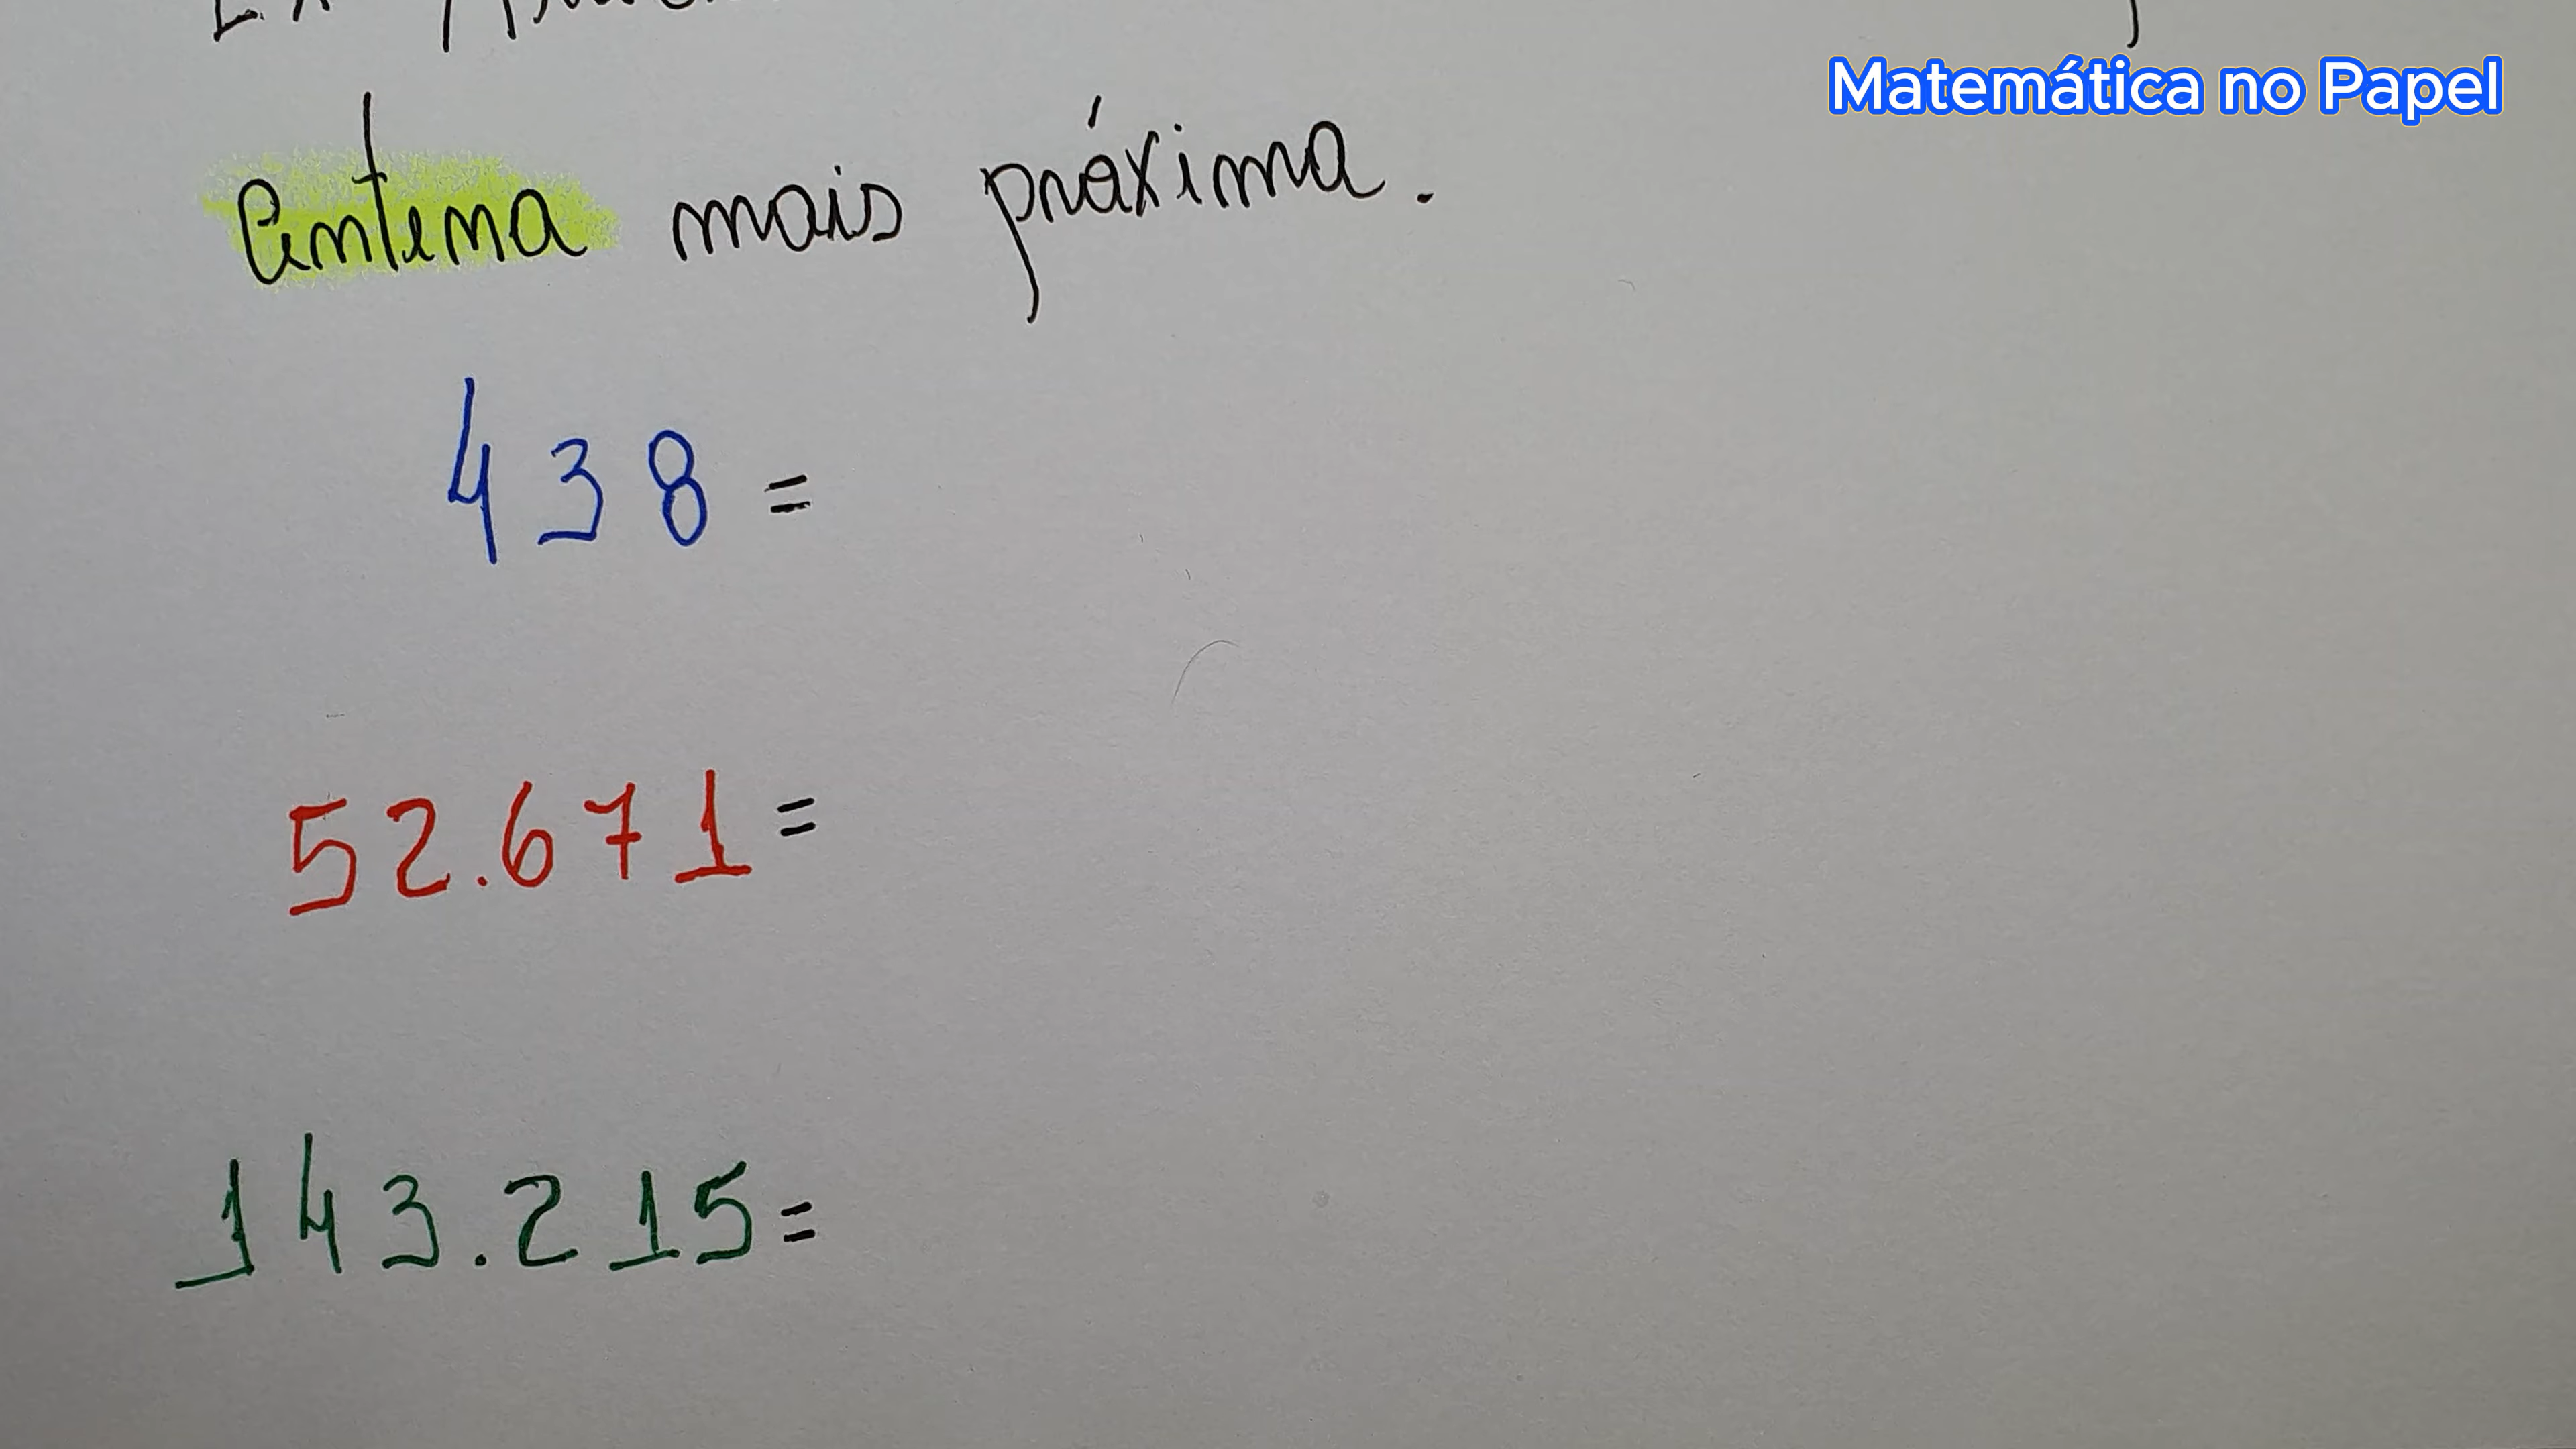 Matemática no Papel
Centena mais próxima.
438 =
52.671 =
143.215 =